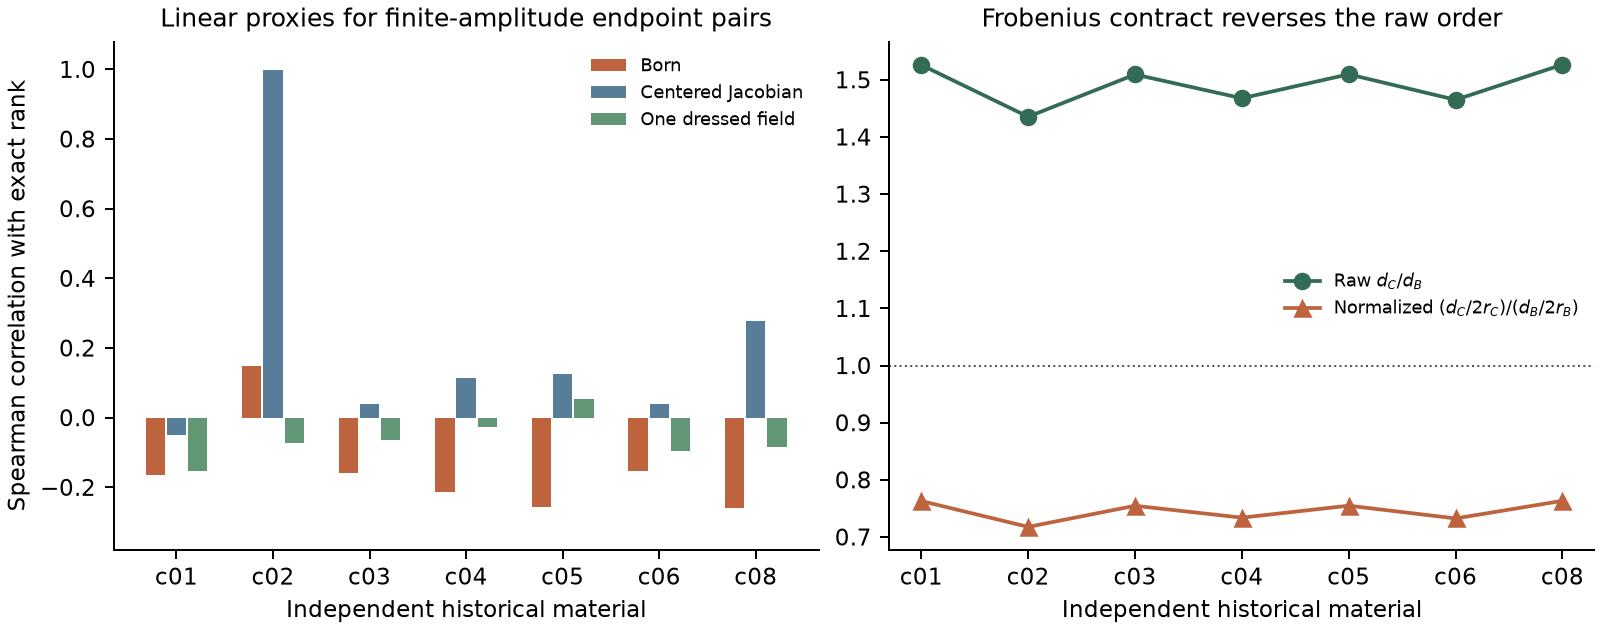 Linear proxies for finite-amplitude endpoint pairs
Spearman correlation with exact rank
1.0
0.8
0.6
0.4
0.2
0.0
−0.2
Born
Centered Jacobian
One dressed field
c01 c02 c03 c04 c05 c06 c08
Independent historical material
Frobenius contract reverses the raw order
1.5
1.4
1.3
1.2
1.1
1.0
0.9
0.8
0.7
Raw d_C/d_B
Normalized (d_C/2r_C)/(d_B/2r_B)
c01 c02 c03 c04 c05 c06 c08
Independent historical material